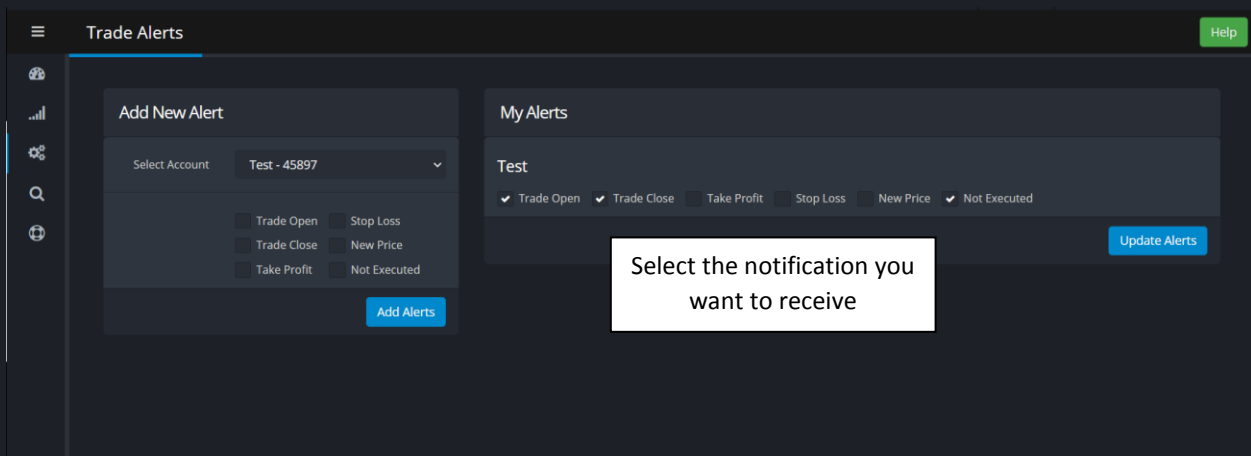 Trade Alerts
Help
Add New Alert
Select Account Test - 45897
Trade Open Stop Loss
Trade Close New Price
Take Profit Not Executed
Add Alerts
My Alerts
Test
Trade Open Trade Close Take Profit Stop Loss New Price Not Executed
Update Alerts
Select the notification you
want to receive